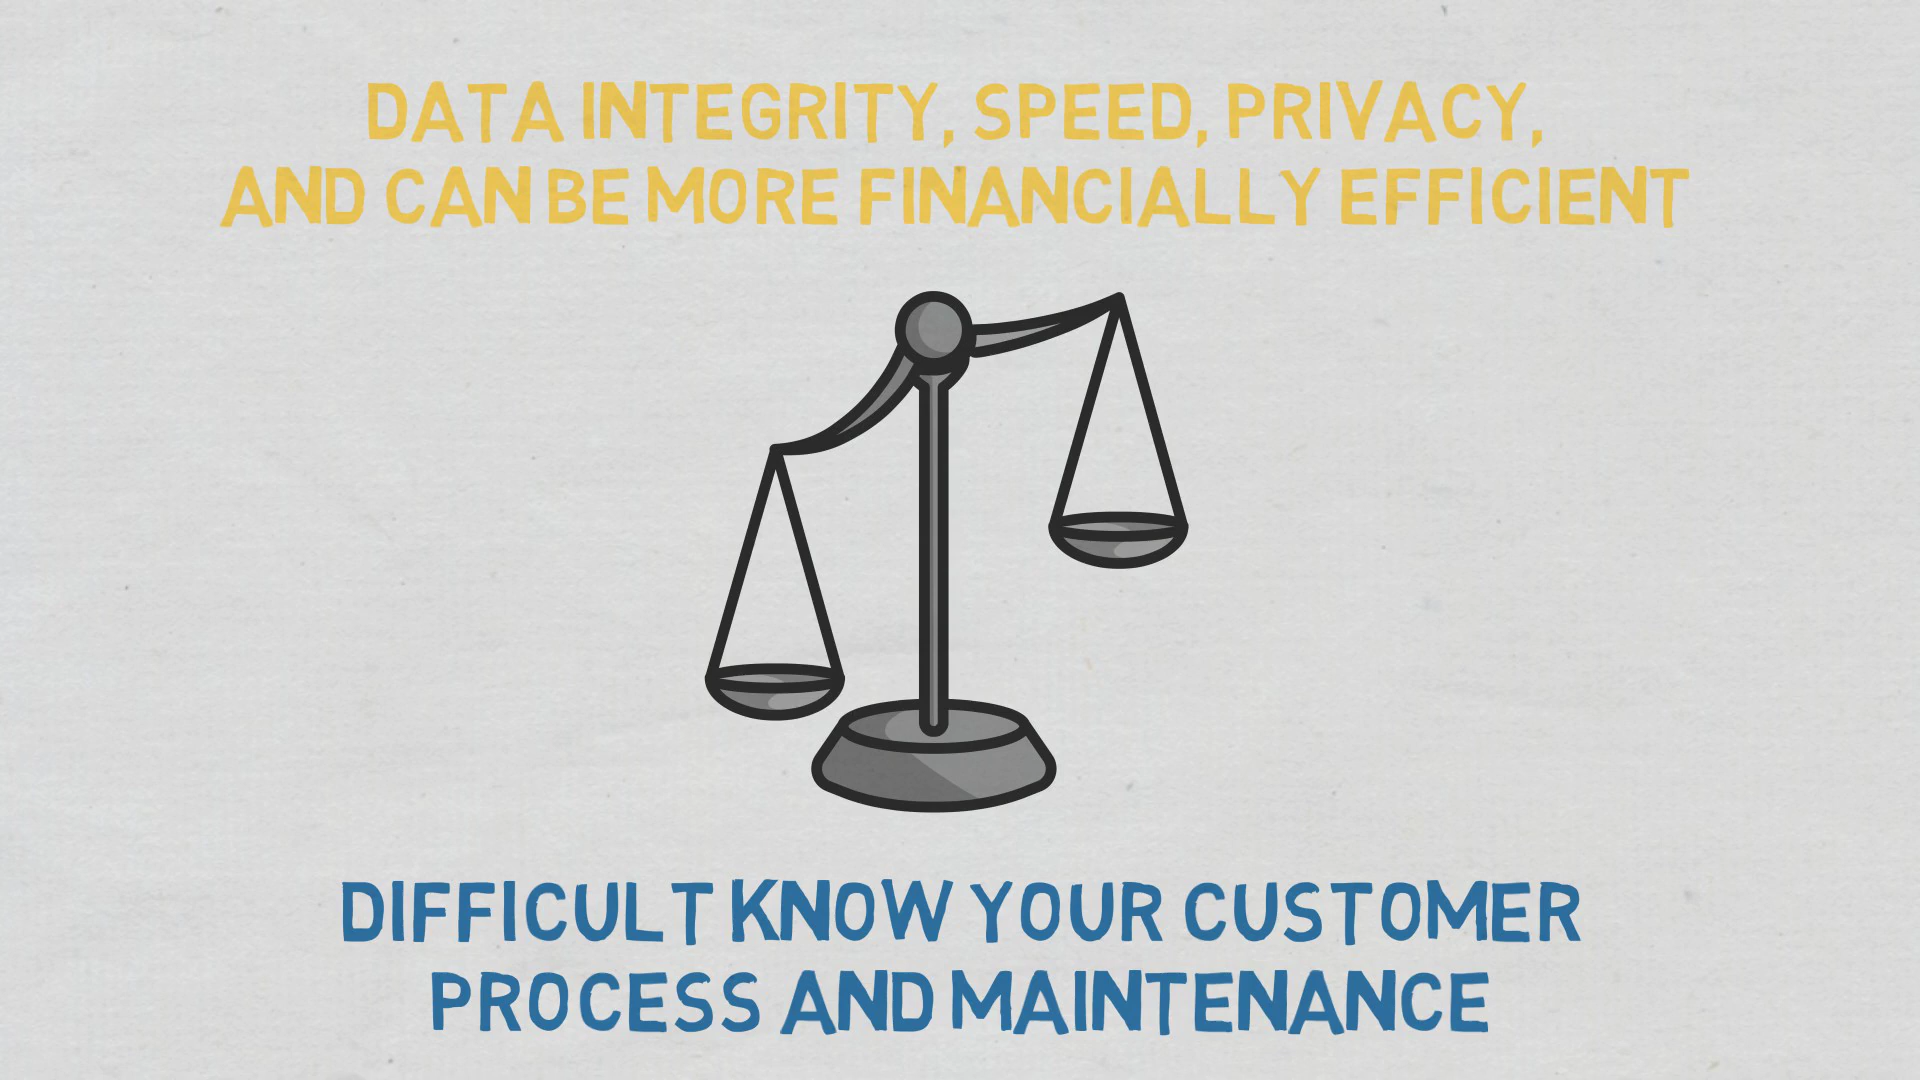 DATA INTEGRITY, SPEED, PRIVACY,
AND CAN BE MORE FINANCIALLY EFFICIENT
DIFFICULT KNOW YOUR CUSTOMER
PROCESS AND MAINTENANCE